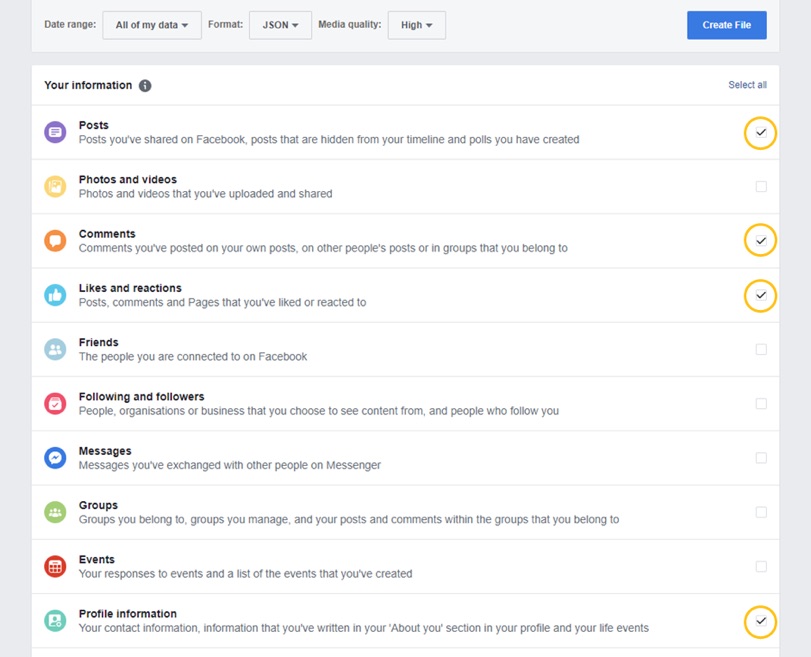 Date range: All of my data Format: JSON Media quality: High Create File
Your information Select all
Posts
Posts you've shared on Facebook, posts that are hidden from your timeline and polls you have created
Photos and videos
Photos and videos that you've uploaded and shared
Comments
Comments you've posted on your own posts, on other people's posts or in groups that you belong to
Likes and reactions
Posts, comments and Pages that you've liked or reacted to
Friends
The people you are connected to on Facebook
Following and followers
People, organisations or business that you choose to see content from, and people who follow you
Messages
Messages you've exchanged with other people on Messenger
Groups
Groups you belong to, groups you manage, and your posts and comments within the groups that you belong to
Events
Your responses to events and a list of the events that you've created
Profile information
Your contact information, information that you've written in your 'About you' section in your profile and your life events